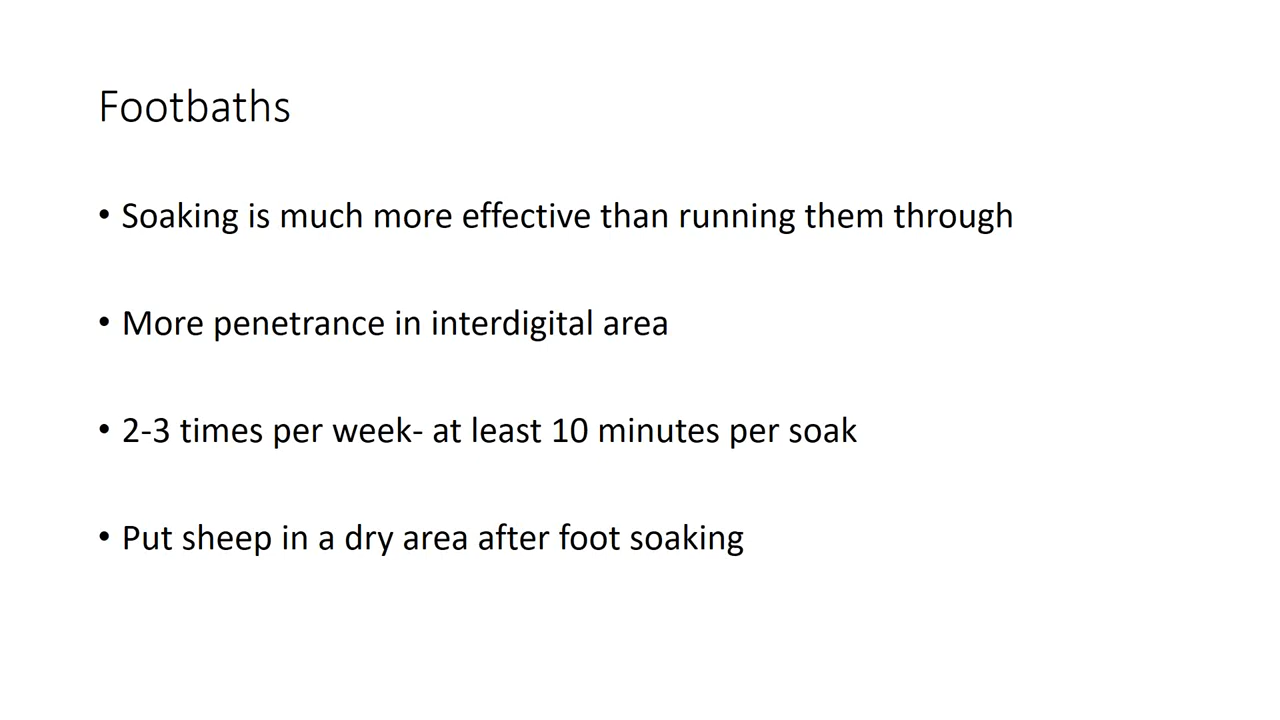 Footbaths
• Soaking is much more effective than running them through
• More penetrance in interdigital area
• 2-3 times per week- at least 10 minutes per soak
• Put sheep in a dry area after foot soaking